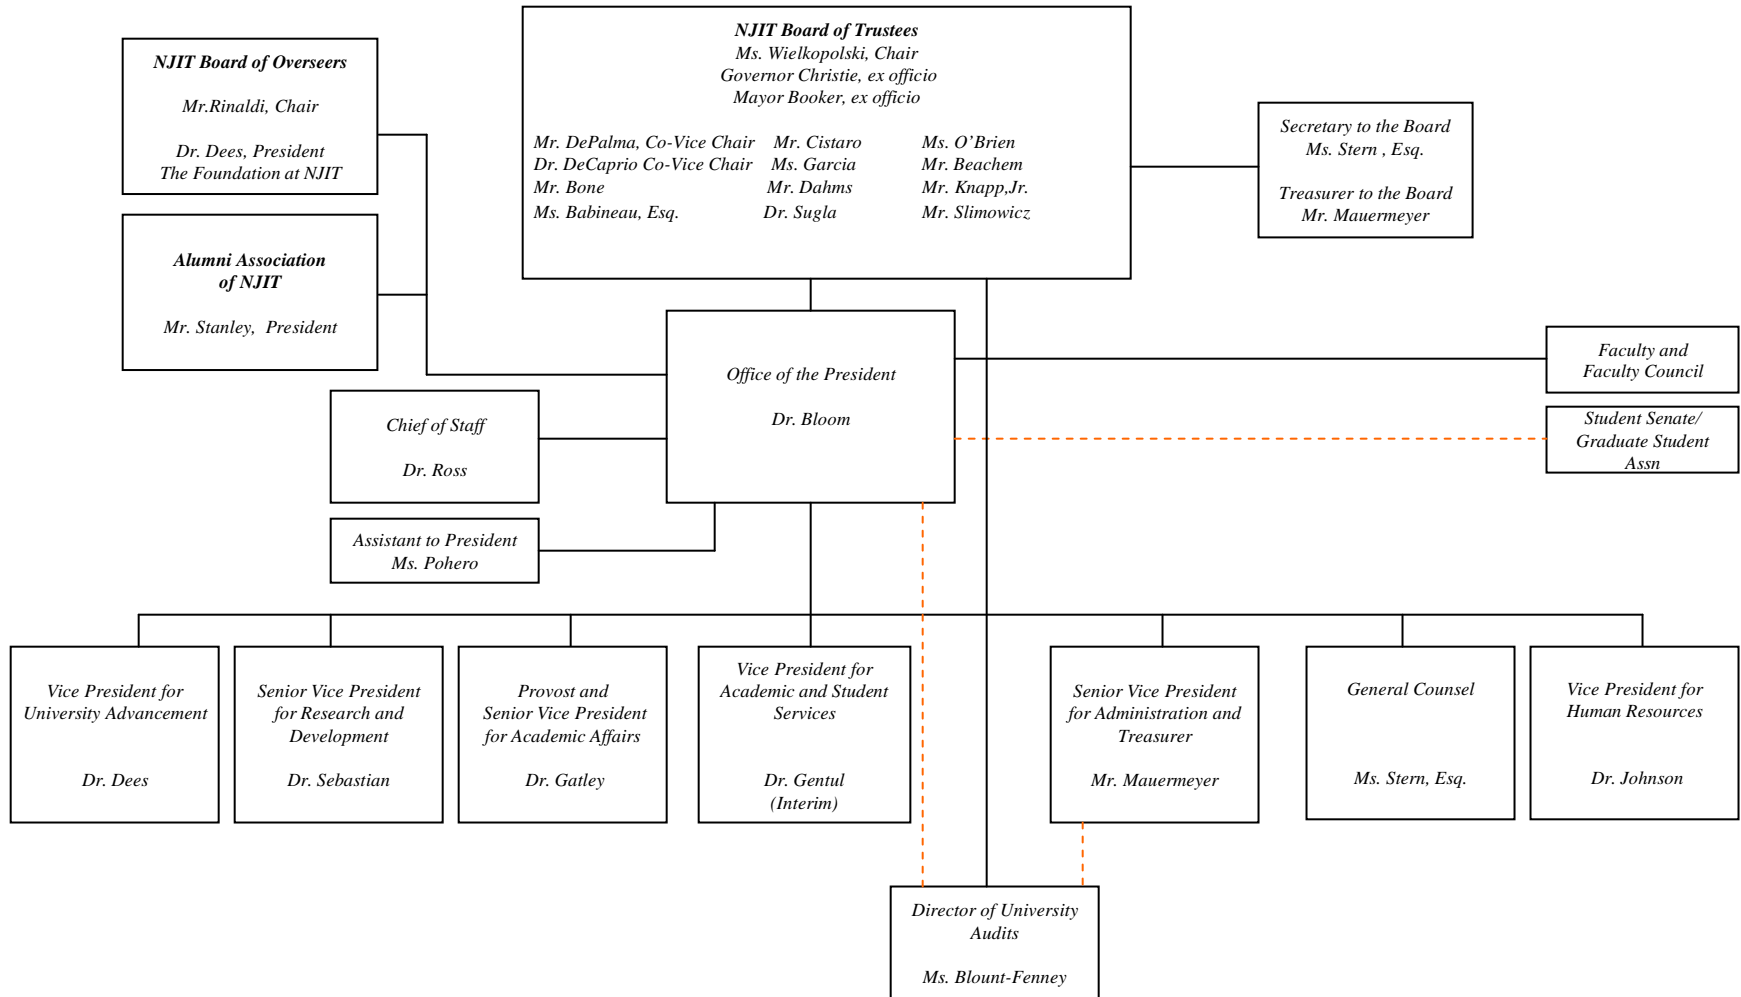 NJIT Board of Overseers
Mr.Rinaldi, Chair
Dr. Dees, President
The Foundation at NJIT
NJIT Board of Trustees
Ms. Wielkopolski, Chair
Governor Christie, ex officio
Mayor Booker, ex officio
Mr. DePalma, Co-Vice Chair Mr. Cistaro Ms. O’Brien
Dr. DeCaprio Co-Vice Chair Ms. Garcia Mr. Beachem
Mr. Bone Mr. Dahms Mr. Knapp,Jr.
Ms. Babineau, Esq. Dr. Sugla Mr. Slimowicz
Secretary to the Board
Ms. Stern , Esq.
Treasurer to the Board
Mr. Mauermeyer
Alumni Association
of NJIT
Mr. Stanley, President
Office of the President
Dr. Bloom
Faculty and
Faculty Council
Chief of Staff
Dr. Ross
Student Senate/
Graduate Student
Assn
Assistant to President
Ms. Pohero
Vice President for
University Advancement
Dr. Dees
Senior Vice President
for Research and
Development
Dr. Sebastian
Provost and
Senior Vice President
for Academic Affairs
Dr. Gatley
Vice President for
Academic and Student
Services
Dr. Gentul
(Interim)
Senior Vice President
for Administration and
Treasurer
Mr. Mauermeyer
General Counsel
Ms. Stern, Esq.
Vice President for
Human Resources
Dr. Johnson
Director of University
Audits
Ms. Blount-Fenney